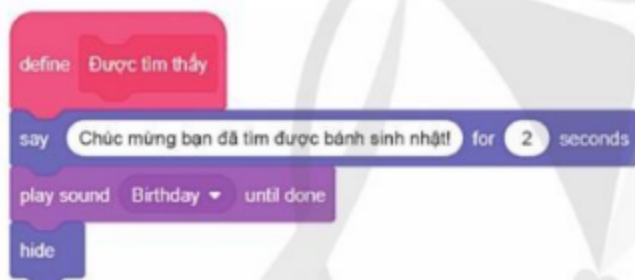 define Được tìm thấy
say Chúc mừng bạn đã tìm được bánh sinh nhật! for 2 seconds
play sound Birthday until done
hide